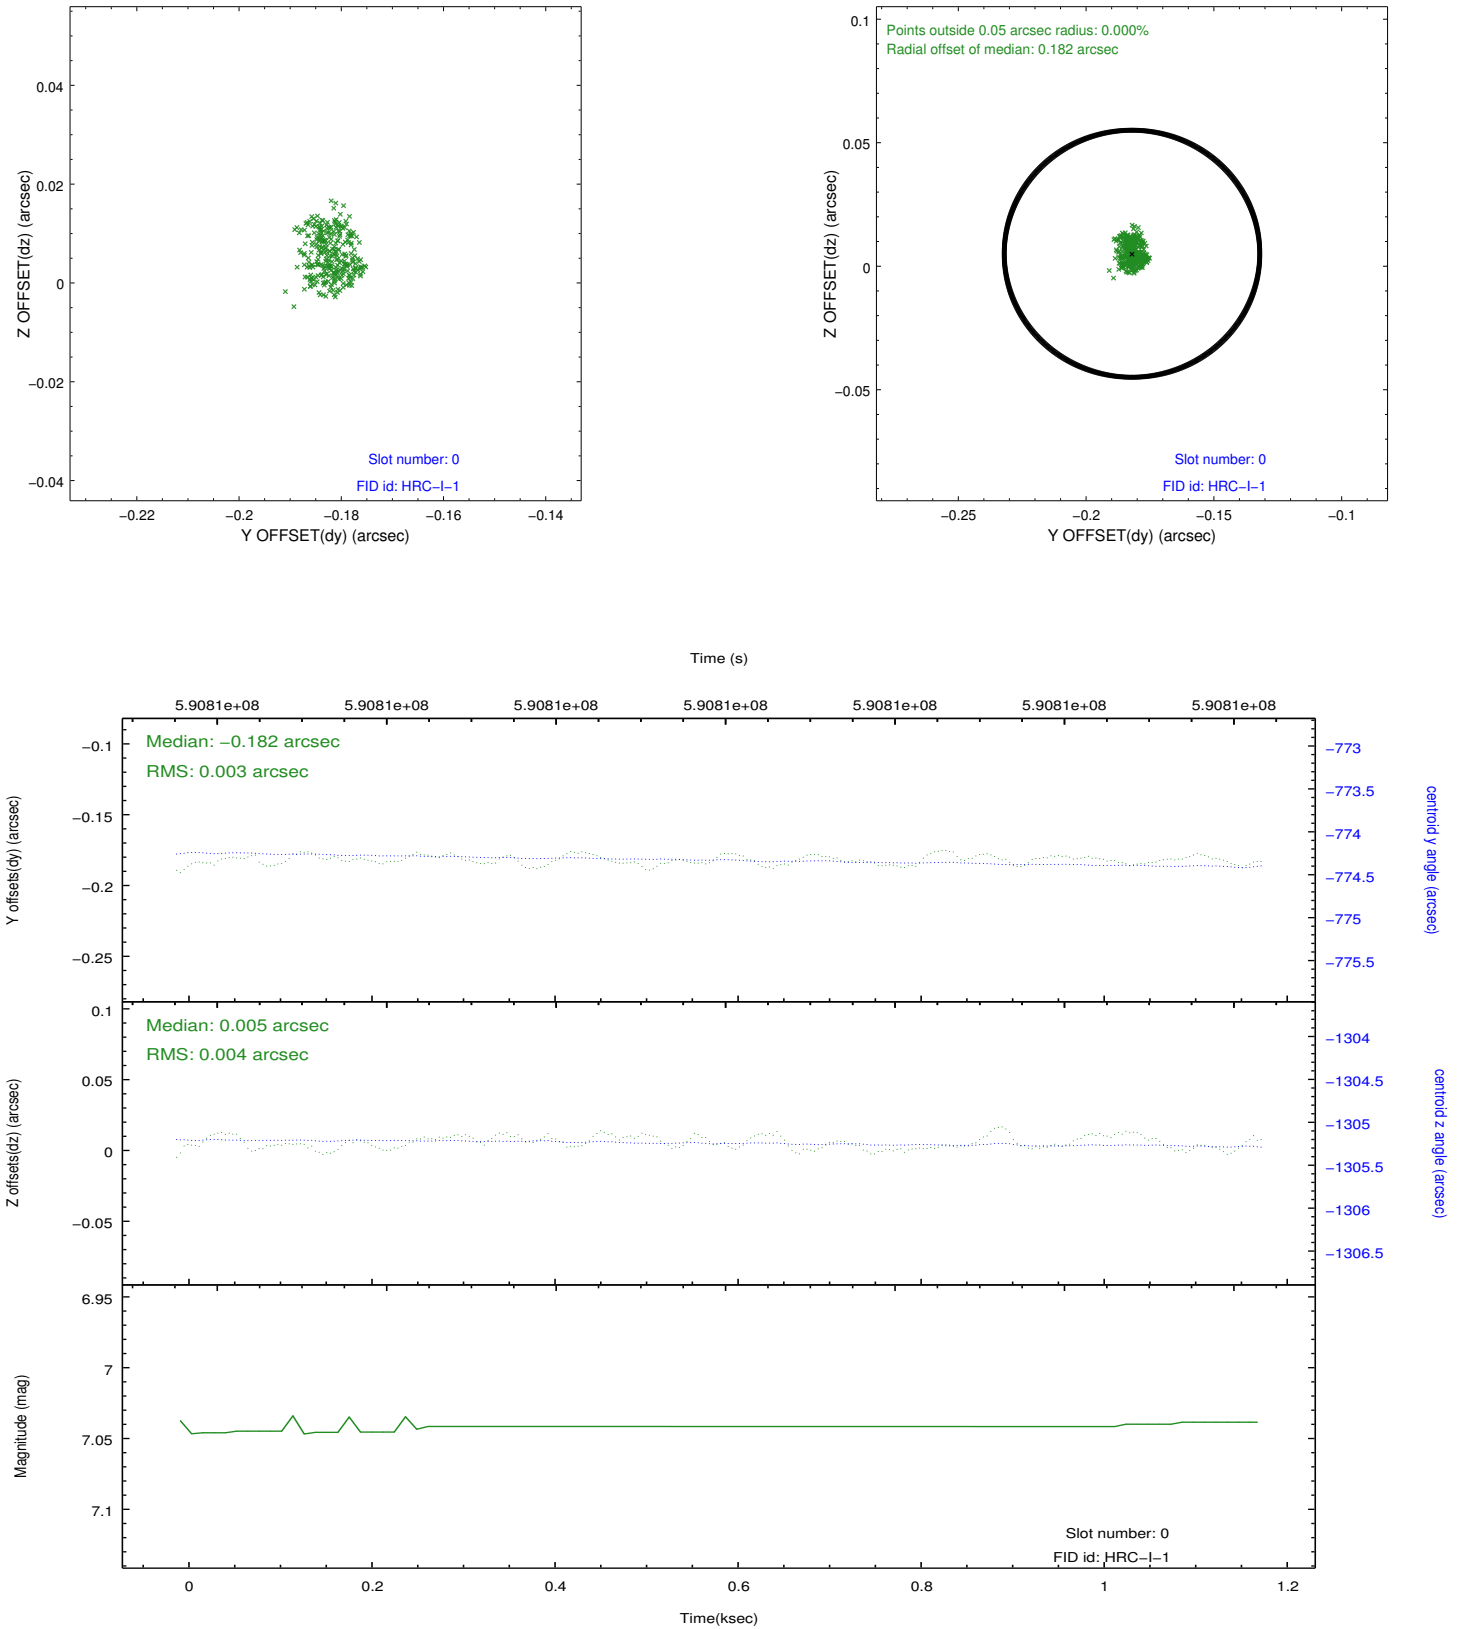 0.04
0.02
0
−0.02
−0.04
Z OFFSET(dz) (arcsec)
Slot number: 0
FID id: HRC−I−1
−0.22
−0.2
−0.18
−0.16
−0.14
Y OFFSET(dy) (arcsec)
Points outside 0.05 arcsec radius: 0.000%
Radial offset of median: 0.182 arcsec
0.1
0.05
0
−0.05
Z OFFSET(dz) (arcsec)
Slot number: 0
FID id: HRC−I−1
−0.25
−0.2
−0.15
−0.1
Y OFFSET(dy) (arcsec)
Time (s)
5.9081e+08
5.9081e+08
5.9081e+08
5.9081e+08
5.9081e+08
5.9081e+08
5.9081e+08
Median: −0.182 arcsec
RMS: 0.003 arcsec
−0.1
−0.15
−0.2
−0.25
Y offsets(dy) (arcsec)
−773
−773.5
−774
−774.5
−775
−775.5
centroid y angle (arcsec)
Median: 0.005 arcsec
RMS: 0.004 arcsec
0.1
0.05
0
−0.05
Z offsets(dz) (arcsec)
−1304
−1304.5
−1305
−1305.5
−1306
−1306.5
centroid z angle (arcsec)
6.95
7
7.05
7.1
Magnitude (mag)
Slot number: 0
FID id: HRC−I−1
0
0.2
0.4
0.6
0.8
1
1.2
Time(ksec)